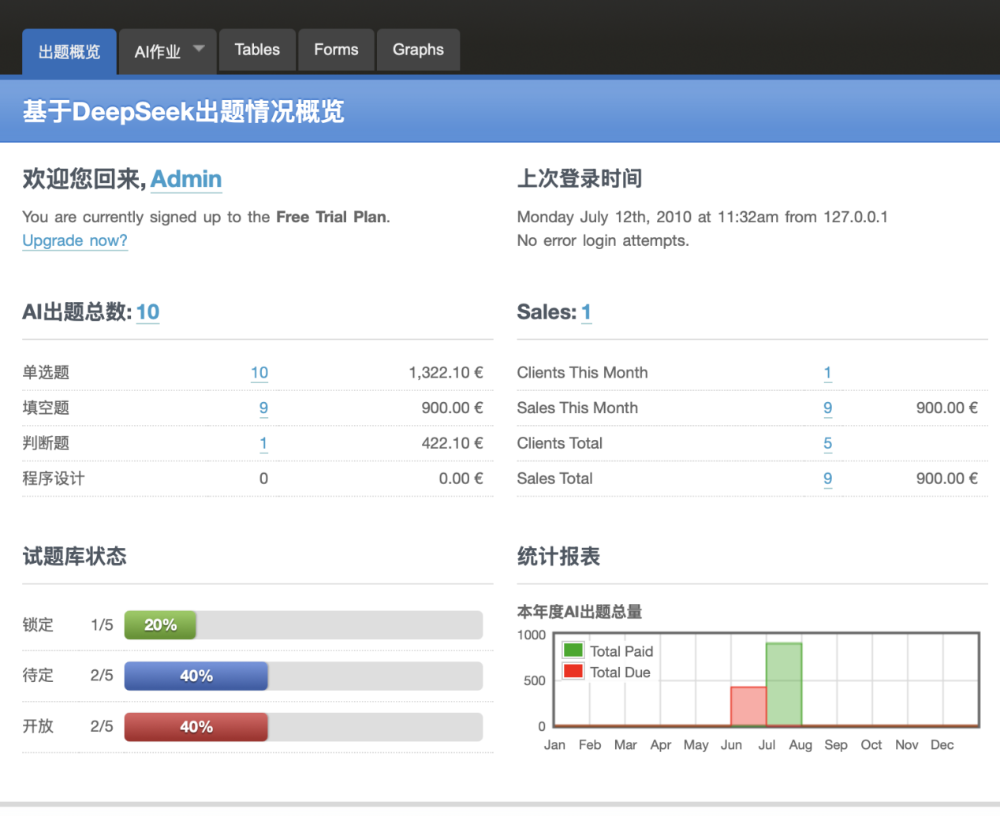 出题概览 AI作业 Tables Forms Graphs
基于DeepSeek出题情况概览
欢迎您回来, Admin
You are currently signed up to the Free Trial Plan.
Upgrade now?
上次登录时间
Monday July 12th, 2010 at 11:32am from 127.0.0.1
No error login attempts.
AI出题总数: 10
单选题 10 1,322.10 €
填空题 9 900.00 €
判断题 1 422.10 €
程序设计 0 0.00 €
Sales: 1
Clients This Month 1
Sales This Month 9 900.00 €
Clients Total 5
Sales Total 9 900.00 €
试题库状态
锁定 1/5 20%
待定 2/5 40%
开放 2/5 40%
统计报表
本年度AI出题总量
1000
500
0
Total Paid
Total Due
Jan Feb Mar Apr May Jun Jul Aug Sep Oct Nov Dec